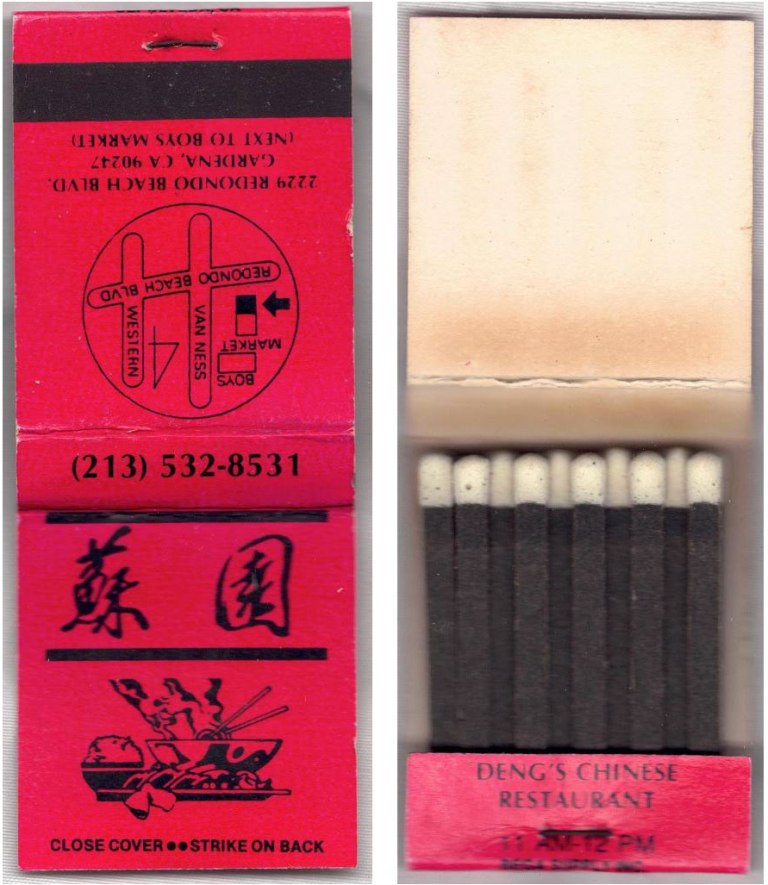 2229 REDONDO BEACH BLVD.
GARDENA, CA 90247
(NEXT TO BOYS MARKET)
REDONDO BEACH BLVD
WESTERN
VAN NESS
BOYS
MARKET
(213) 532-8531
蘇園
CLOSE COVER ●● STRIKE ON BACK
DENG'S CHINESE
RESTAURANT
11 AM-12 PM